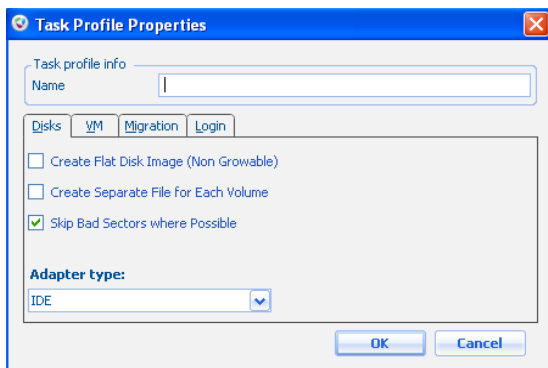 Task Profile Properties
Task profile info
Name
Disks VM Migration Login
Create Flat Disk Image (Non Growable)
Create Separate File for Each Volume
Skip Bad Sectors where Possible
Adapter type:
IDE
OK Cancel